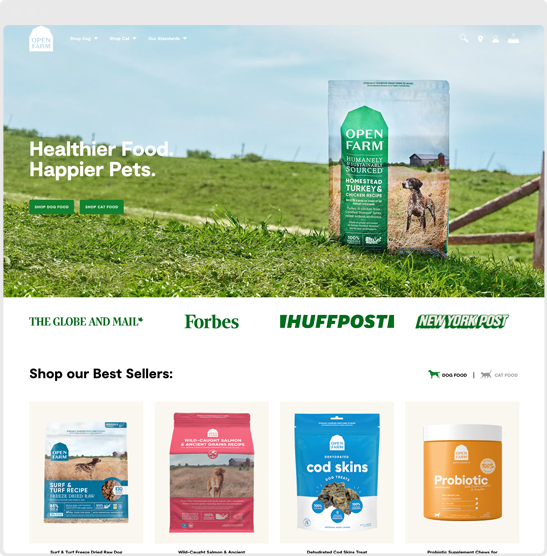 OPEN
FARM
Shop Dog
Shop Cat
Our Standards
Healthier Food.
Happier Pets.
SHOP DOG FOOD
SHOP CAT FOOD
OPEN
FARM
HUMANELY
& SUSTAINABLY
SOURCED
HOMESTEAD
TURKEY &
CHICKEN RECIPE
100%
THE GLOBE AND MAIL*
Forbes
HUFFPOST
NEW YORK POST
Shop our Best Sellers:
DOG FOOD | CAT FOOD
OPEN
FARM
SURF &
TURF RECIPE
FREEZE DRIED RAW
OPEN
FARM
WILD-CAUGHT SALMON
& ANCIENT GRAINS RECIPE
OPEN
FARM
DEHYDRATED
cod skins
DOG TREATS
100%
OPEN
FARM
Probiotic
Surf & Turf Freeze Dried Raw Dog
Wild-Caught Salmon & Ancient
Dehydrated Cod Skins Treat
Probiotic Supplement Chews for